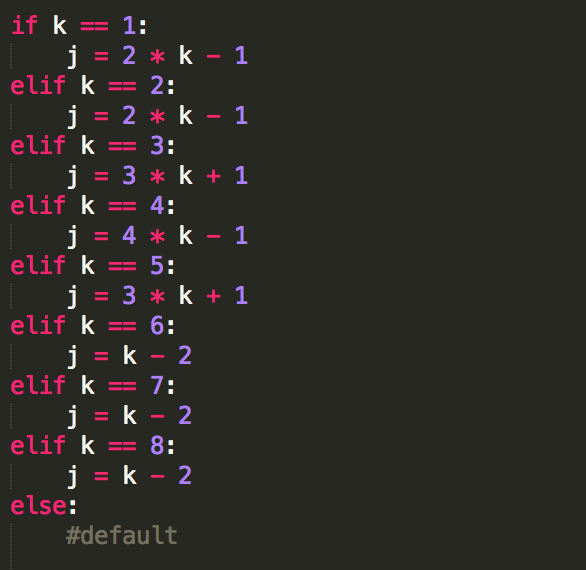 if k == 1:
    j = 2 * k - 1
elif k == 2:
    j = 2 * k - 1
elif k == 3:
    j = 3 * k + 1
elif k == 4:
    j = 4 * k - 1
elif k == 5:
    j = 3 * k + 1
elif k == 6:
    j = k - 2
elif k == 7:
    j = k - 2
elif k == 8:
    j = k - 2
else:
    #default